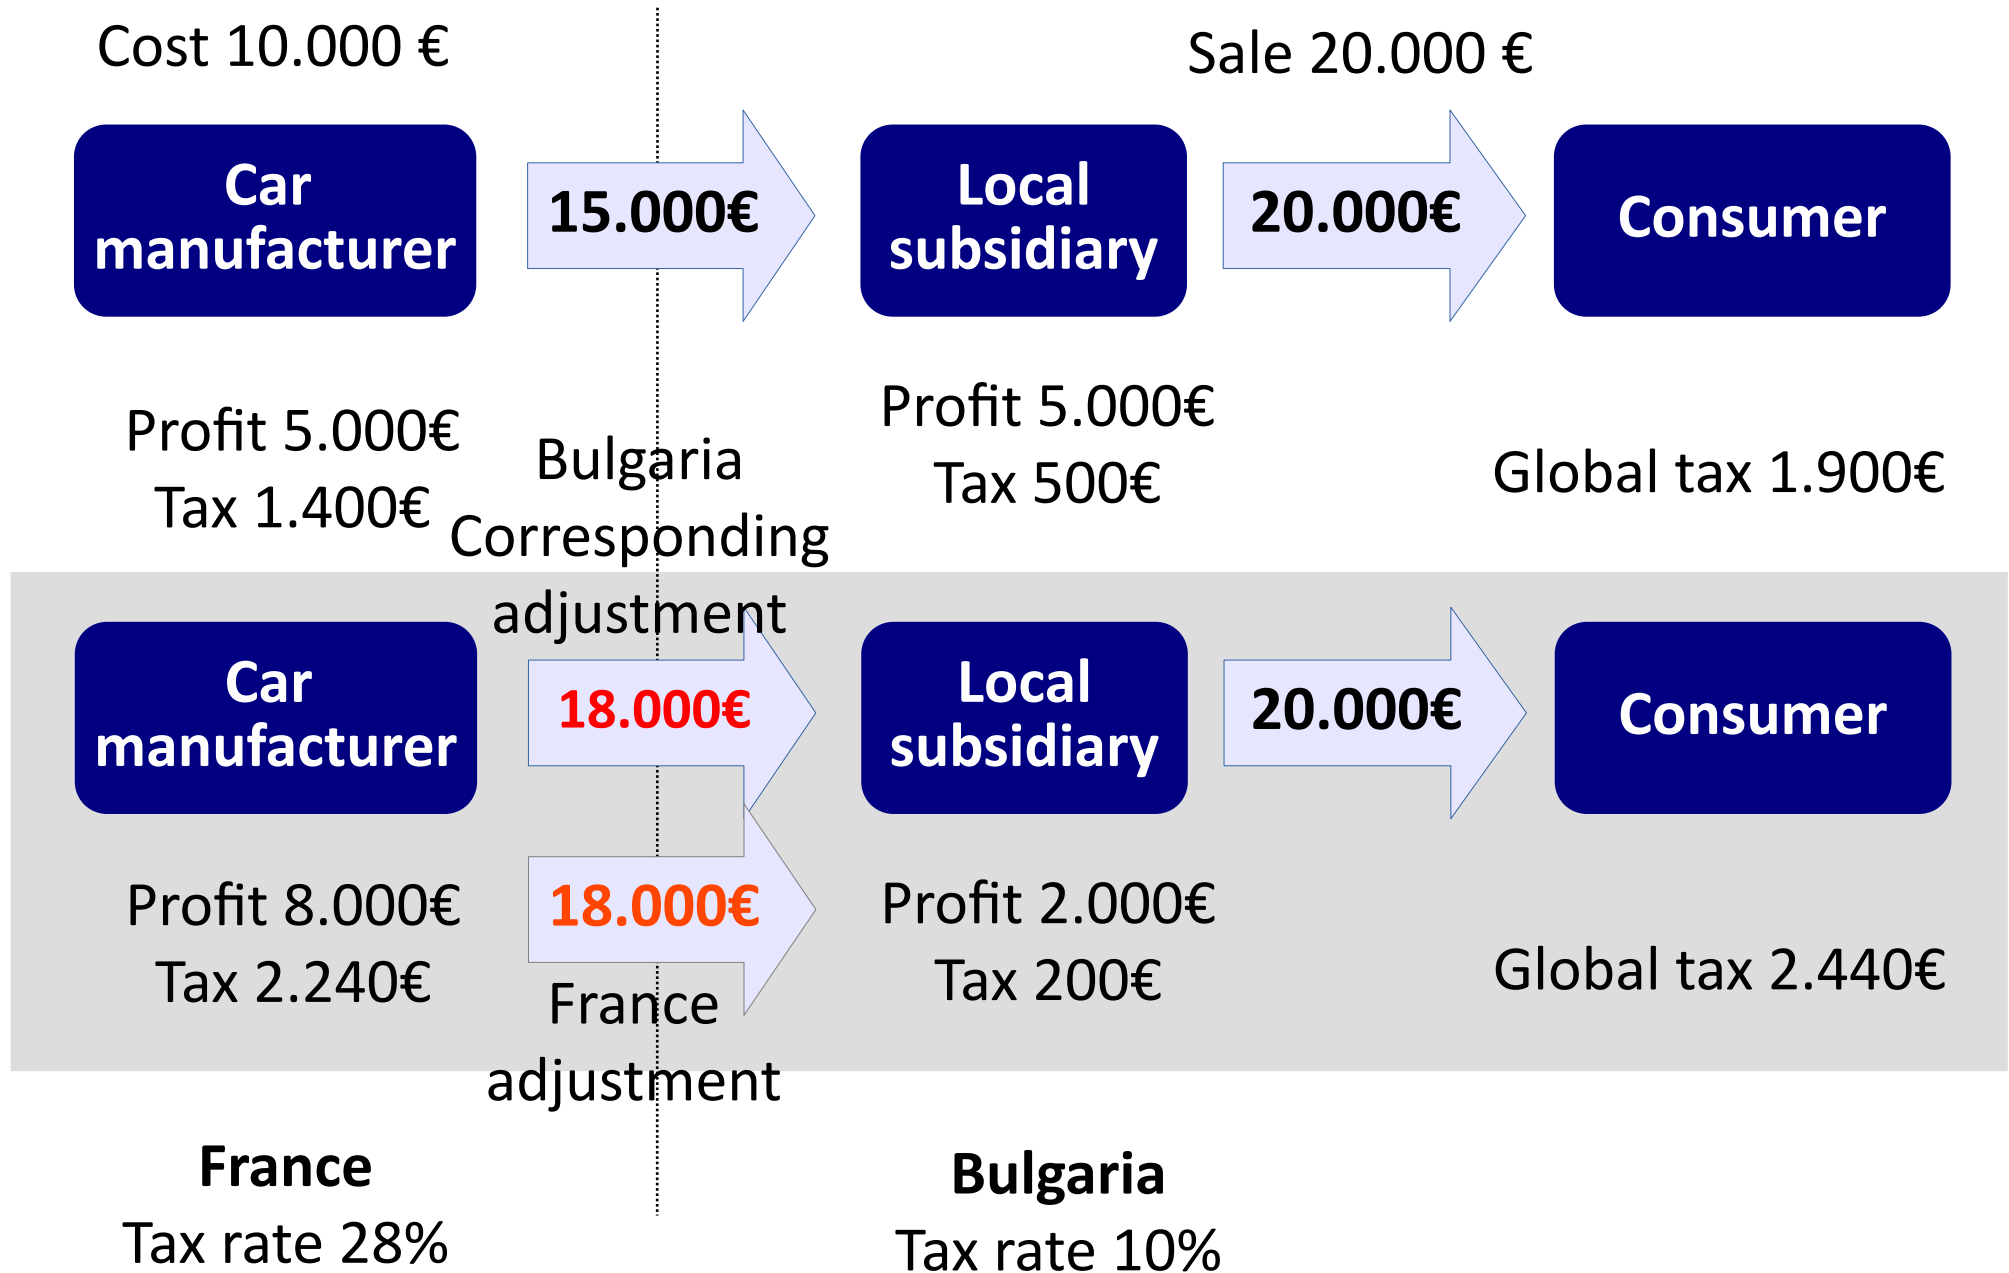 Cost 10.000 €
Sale 20.000 €
Car
manufacturer
15.000€
Local
subsidiary
20.000€
Consumer
Profit 5.000€
Tax 1.400€
Bulgaria
Corresponding
adjustment
Profit 5.000€
Tax 500€
Global tax 1.900€
Car
manufacturer
18.000€
Local
subsidiary
20.000€
Consumer
Profit 8.000€
Tax 2.240€
18.000€
France
adjustment
Profit 2.000€
Tax 200€
Global tax 2.440€
France
Tax rate 28%
Bulgaria
Tax rate 10%